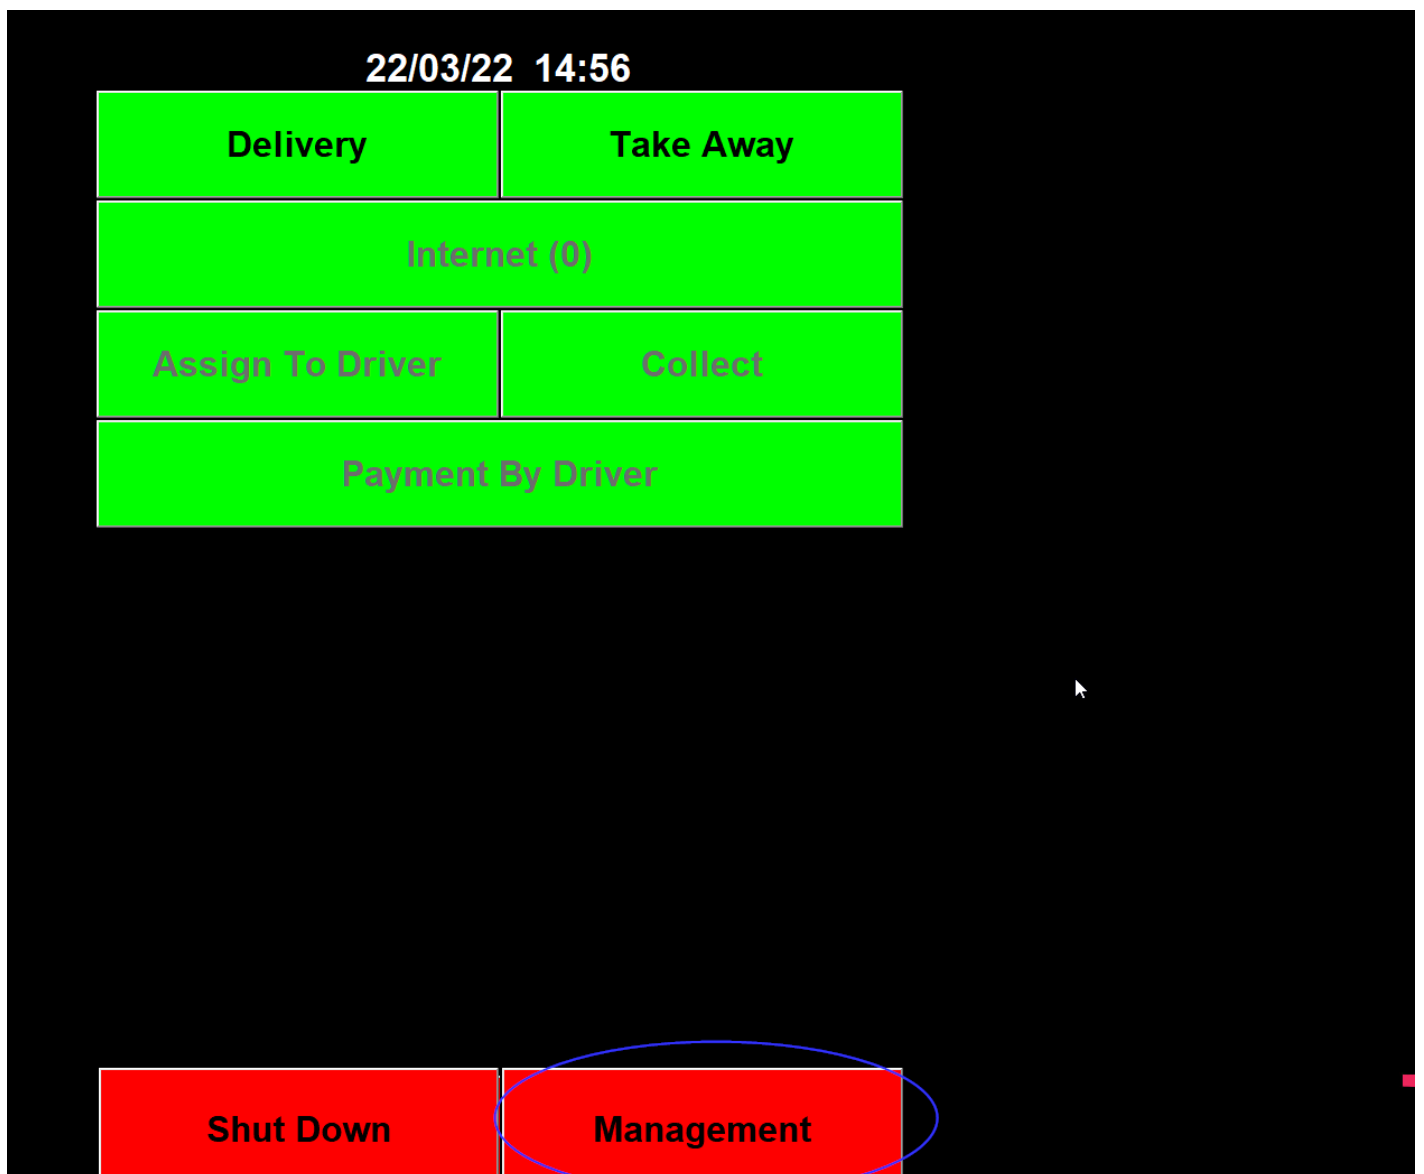 22/03/22 14:56
Delivery Take Away
Internet (0)
Assign To Driver Collect
Payment By Driver
Shut Down Management